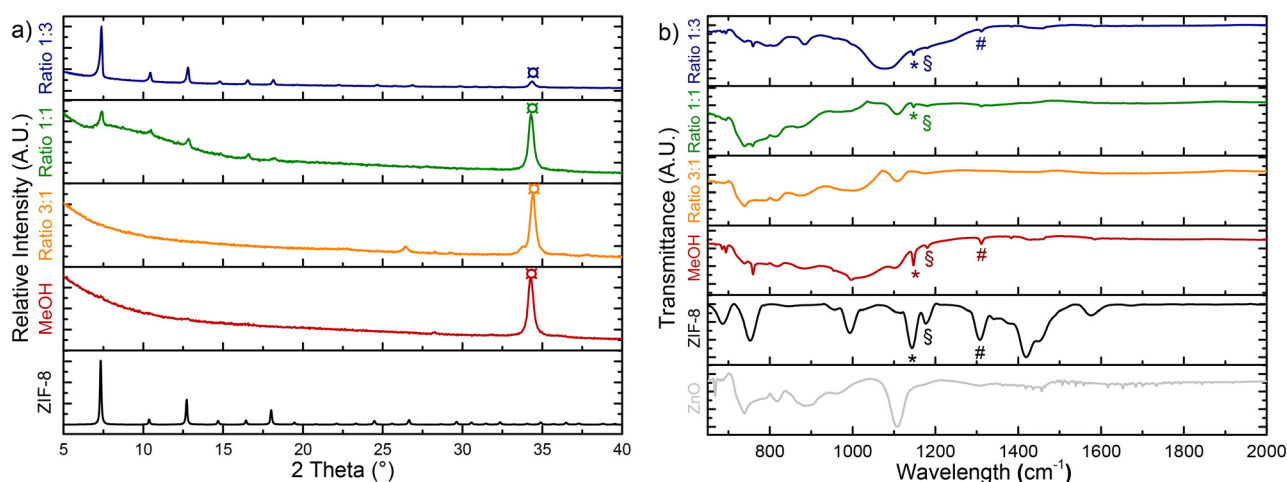 a)
Relative Intensity (A.U.)
Ratio 1:3
Ratio 1:1
Ratio 3:1
MeOH
ZIF-8
¤
¤
¤
¤
5 10 15 20 25 30 35 40
2 Theta (°)
b)
Transmittance (A.U.)
Ratio 1:3
Ratio 1:1
Ratio 3:1
MeOH
ZIF-8
ZnO
* § #
* §
* § #
* § #
800 1000 1200 1400 1600 1800 2000
Wavelength (cm-1)